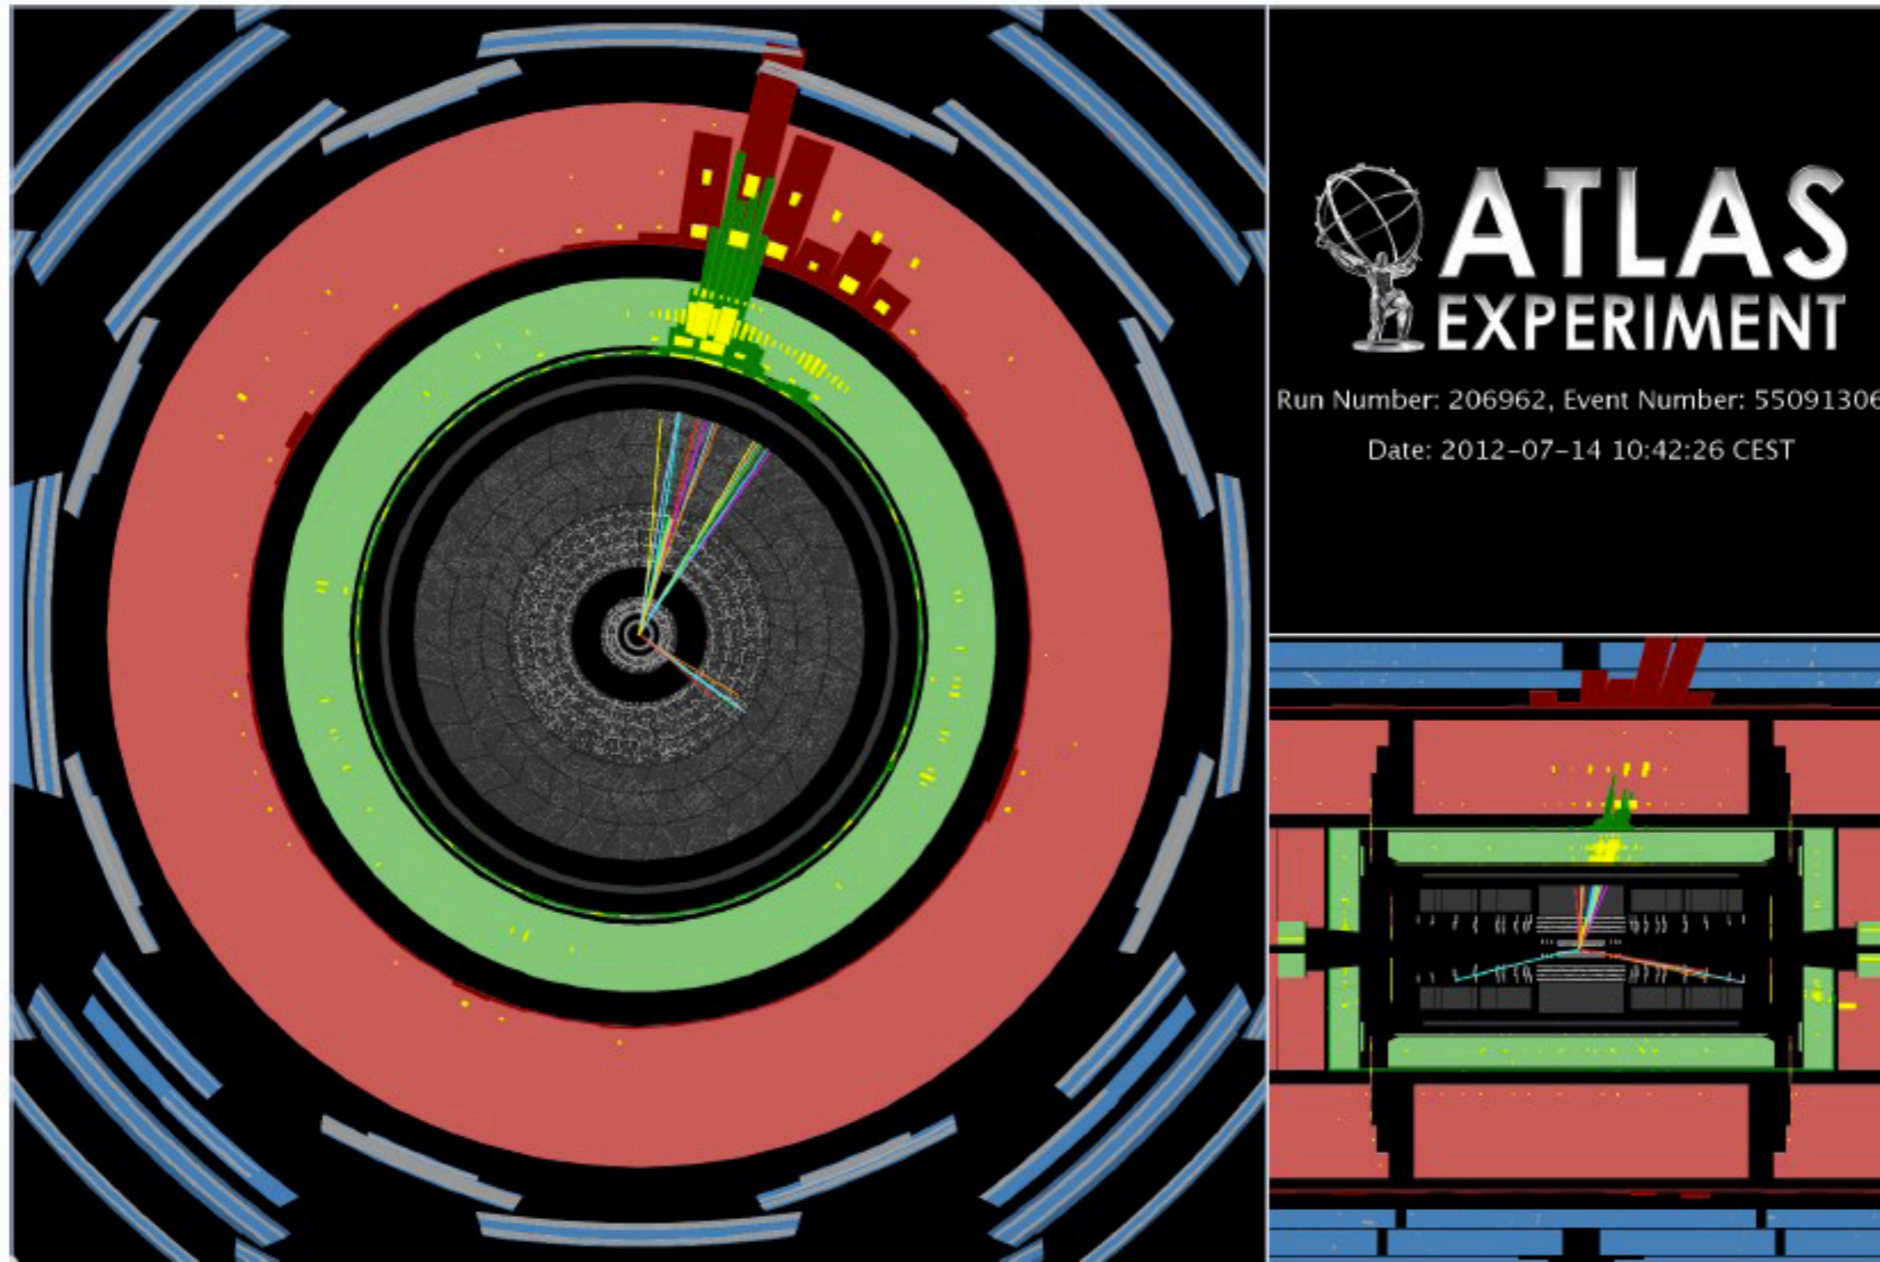 ATLAS
EXPERIMENT
Run Number: 206962, Event Number: 55091306
Date: 2012-07-14 10:42:26 CEST